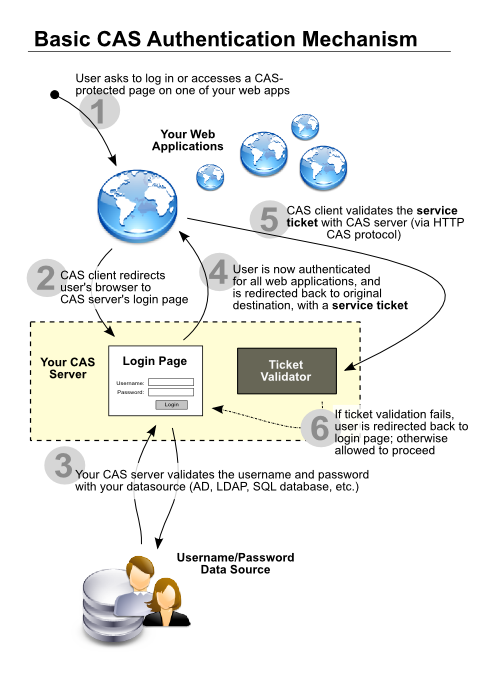 Basic CAS Authentication Mechanism
User asks to log in or accesses a CAS-
protected page on one of your web apps
1
Your Web
Applications
5
CAS client validates the service
ticket with CAS server (via HTTP
CAS protocol)
2
CAS client redirects
user's browser to
CAS server's login page
4
User is now authenticated
for all web applications, and
is redirected back to original
destination, with a service ticket
Your CAS
Server
Login Page
Username:
Password:
Login
Ticket
Validator
6
If ticket validation fails,
user is redirected back to
login page; otherwise
allowed to proceed
3
Your CAS server validates the username and password
with your datasource (AD, LDAP, SQL database, etc.)
Username/Password
Data Source